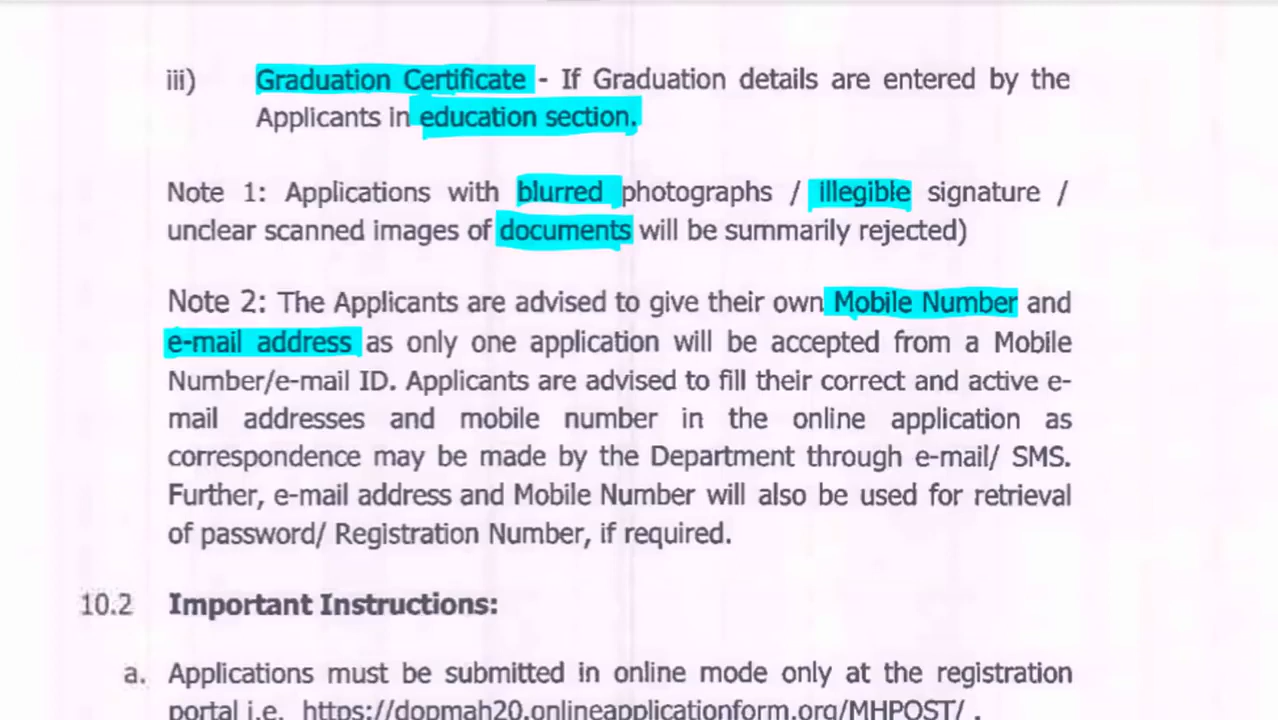 iii) Graduation Certificate - If Graduation details are entered by the
Applicants in education section.
Note 1: Applications with blurred photographs / illegible signature /
unclear scanned images of documents will be summarily rejected)
Note 2: The Applicants are advised to give their own Mobile Number and
e-mail address as only one application will be accepted from a Mobile
Number/e-mail ID. Applicants are advised to fill their correct and active e-
mail addresses and mobile number in the online application as
correspondence may be made by the Department through e-mail/ SMS.
Further, e-mail address and Mobile Number will also be used for retrieval
of password/ Registration Number, if required.
10.2 Important Instructions:
a. Applications must be submitted in online mode only at the registration
portal i.e. https://dopmah20.onlineapplicationform.org/MHPOST/ .